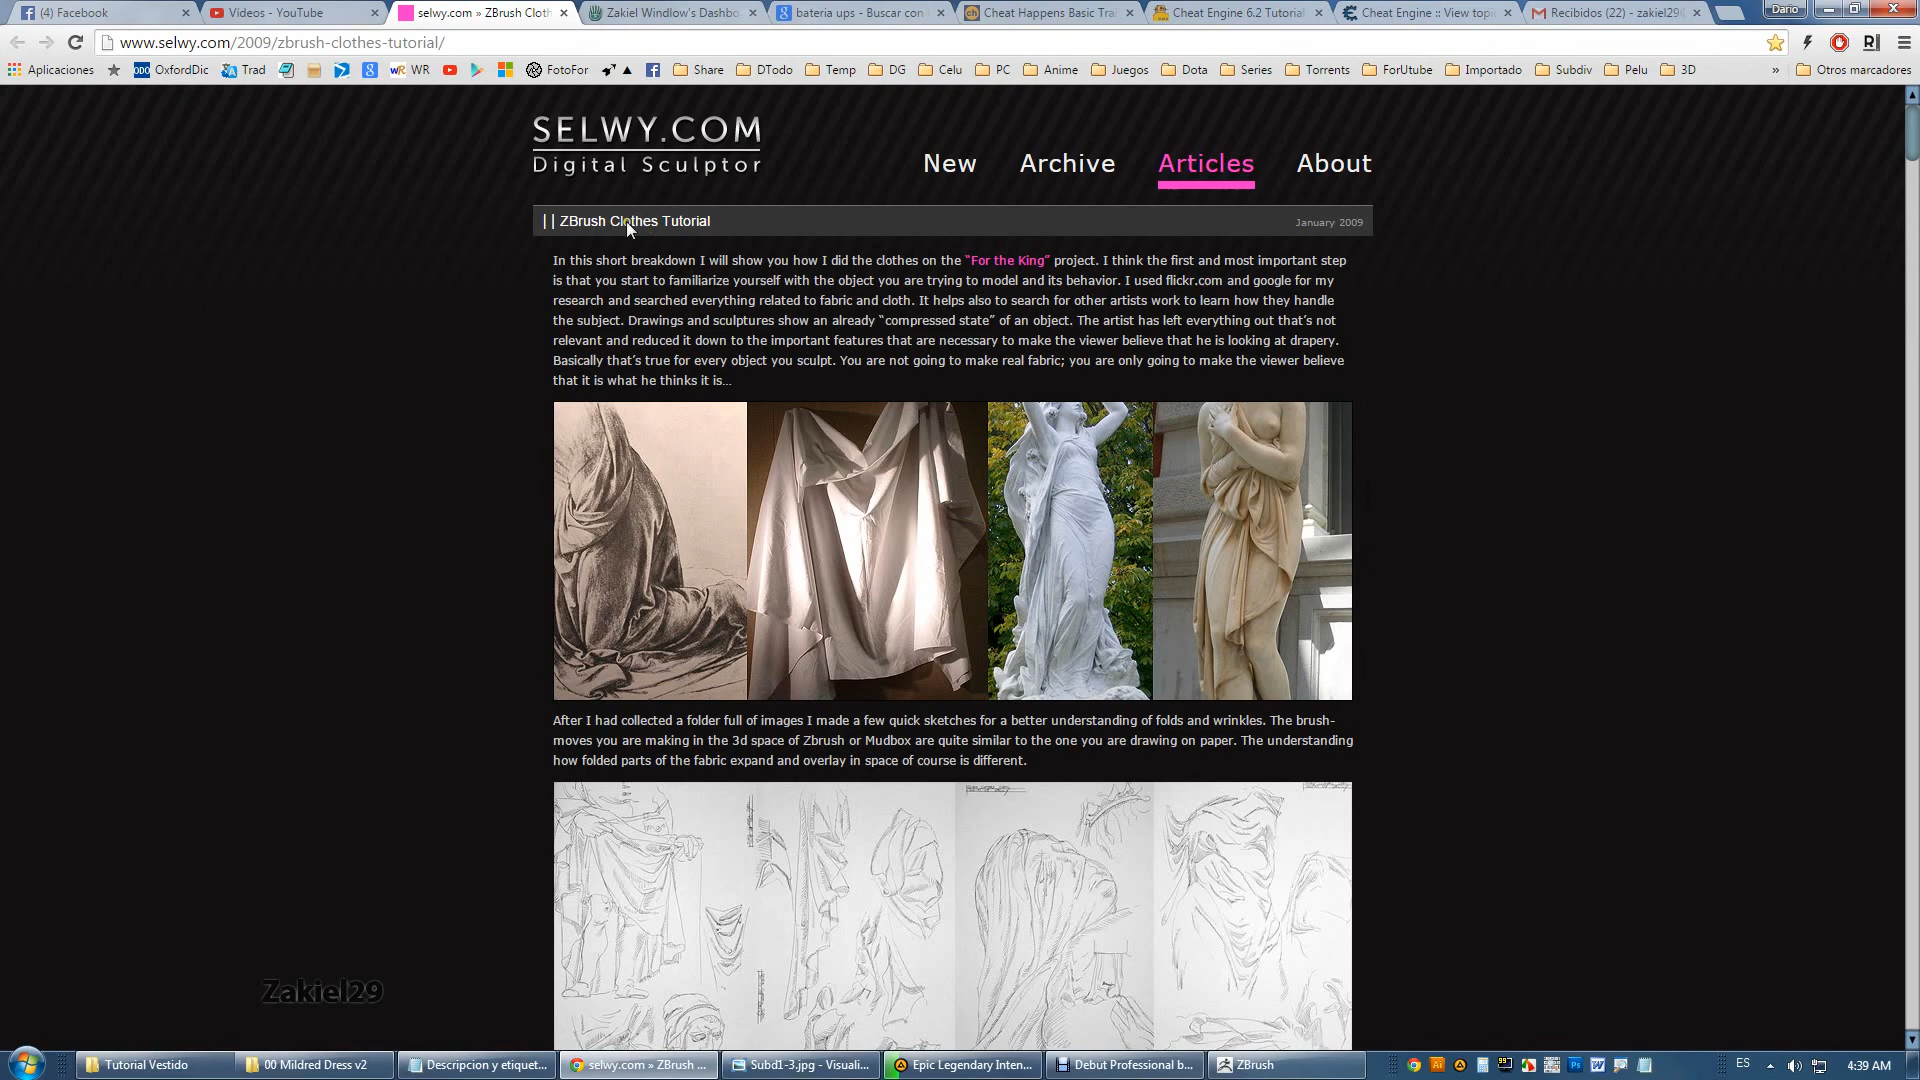 (4) Facebook
Videos - YouTube
selwy.com » ZBrush Cloth
Zakiel Windlow's Dashbo
bateria ups - Buscar con
Cheat Happens Basic Trai
Cheat Engine 6.2 Tutorial
Cheat Engine :: View topi
Recibidos (22) - zakiel29
Dario
www.selwy.com/2009/zbrush-clothes-tutorial/
Aplicaciones
OxfordDic
Trad
WR
FotoFor
Share
DTodo
Temp
DG
Celu
PC
Anime
Juegos
Dota
Series
Torrents
ForUtube
Importado
Subdiv
Pelu
3D
»
Otros marcadores
SELWY.COM
Digital Sculptor
New
Archive
Articles
About
|| ZBrush Clothes Tutorial
January 2009
In this short breakdown I will show you how I did the clothes on the “For the King” project. I think the first and most important step
is that you start to familiarize yourself with the object you are trying to model and its behavior. I used flickr.com and google for my
research and searched everything related to fabric and cloth. It helps also to search for other artists work to learn how they handle
the subject. Drawings and sculptures show an already “compressed state” of an object. The artist has left everything out that’s not
relevant and reduced it down to the important features that are necessary to make the viewer believe that he is looking at drapery.
Basically that’s true for every object you sculpt. You are not going to make real fabric; you are only going to make the viewer believe
that it is what he thinks it is…
After I had collected a folder full of images I made a few quick sketches for a better understanding of folds and wrinkles. The brush-
moves you are making in the 3d space of Zbrush or Mudbox are quite similar to the one you are drawing on paper. The understanding
how folded parts of the fabric expand and overlay in space of course is different.
Zakiel29
Tutorial Vestido
00 Mildred Dress v2
Descripcion y etiquet...
selwy.com » ZBrush ...
Subd1-3.jpg - Visuali...
Epic Legendary Inten...
Debut Professional b...
ZBrush
ES
4:39 AM